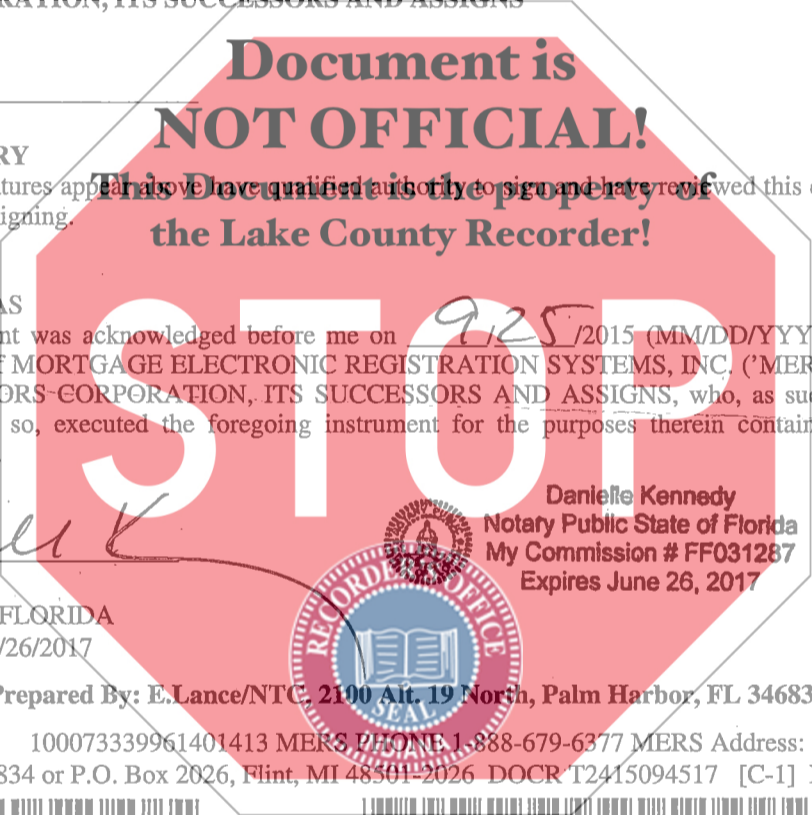 RATION, ITS SUCCESSORS AND ASSIGNS
Document is
NOT OFFICIAL!
RY
tures appear above have qualified authority to sign and have reviewed this
This Document is the property of
igning.
the Lake County Recorder!
AS
nt was acknowledged before me on 9/25/2015 (MM/DD/YYY
f MORTGAGE ELECTRONIC REGISTRATION SYSTEMS, INC. ('MER
ORS CORPORATION, ITS SUCCESSORS AND ASSIGNS, who, as su
so, executed the foregoing instrument for the purposes therein contain
STOP
Danielle Kennedy
Notary Public State of Florida
My Commission # FF031287
Expires June 26, 2017
RECORDER OFFICE
SEAL
FLORIDA
/26/2017
Prepared By: E.Lance/NTC, 2100 Alt. 19 North, Palm Harbor, FL 34683
100073339961401413 MERS PHONE 1-888-679-6377 MERS Address:
834 or P.O. Box 2026, Flint, MI 48501-2026 DOCR T2415094517 [C-1]